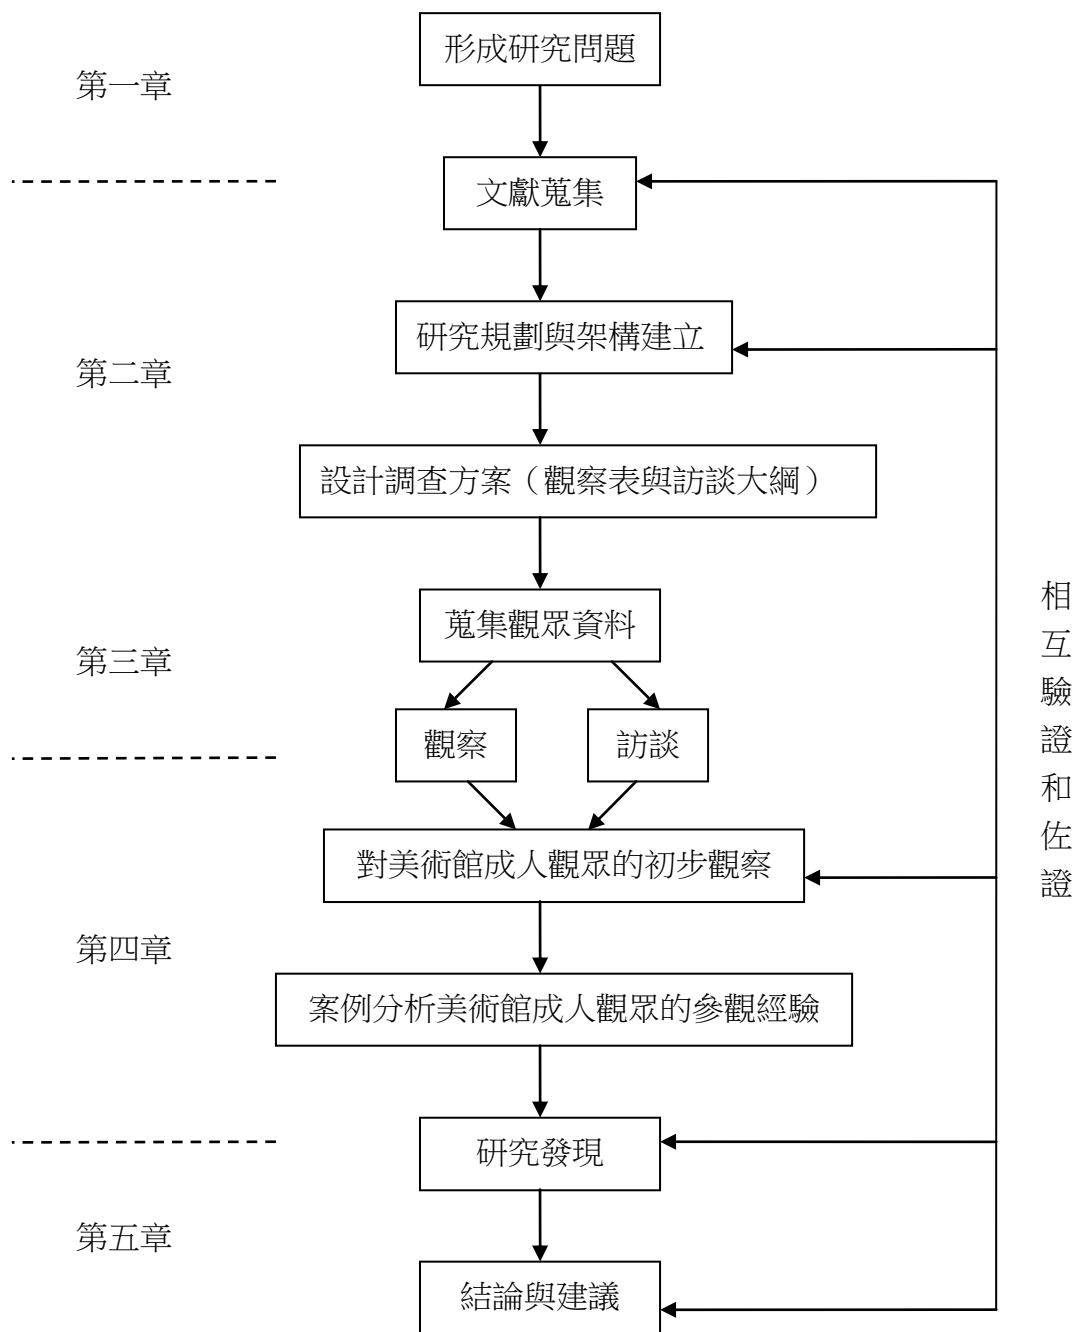 形成研究問題
第一章
文獻蒐集
研究規劃與架構建立
第二章
設計調查方案（觀察表與訪談大綱）
蒐集觀眾資料
第三章
觀察
訪談
對美術館成人觀眾的初步觀察
第四章
案例分析美術館成人觀眾的參觀經驗
研究發現
第五章
結論與建議
相互驗證和佐證